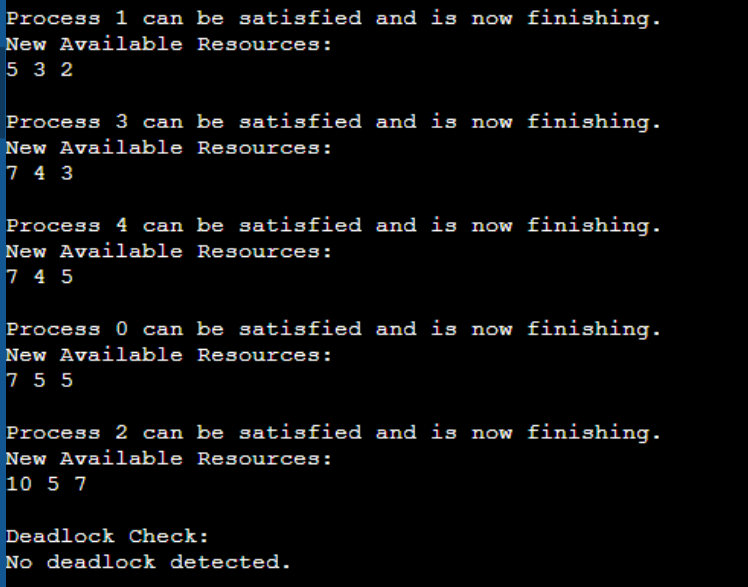 Process 1 can be satisfied and is now finishing.
New Available Resources:
5 3 2
Process 3 can be satisfied and is now finishing.
New Available Resources:
7 4 3
Process 4 can be satisfied and is now finishing.
New Available Resources:
7 4 5
Process 0 can be satisfied and is now finishing.
New Available Resources:
7 5 5
Process 2 can be satisfied and is now finishing.
New Available Resources:
10 5 7
Deadlock Check:
No deadlock detected.